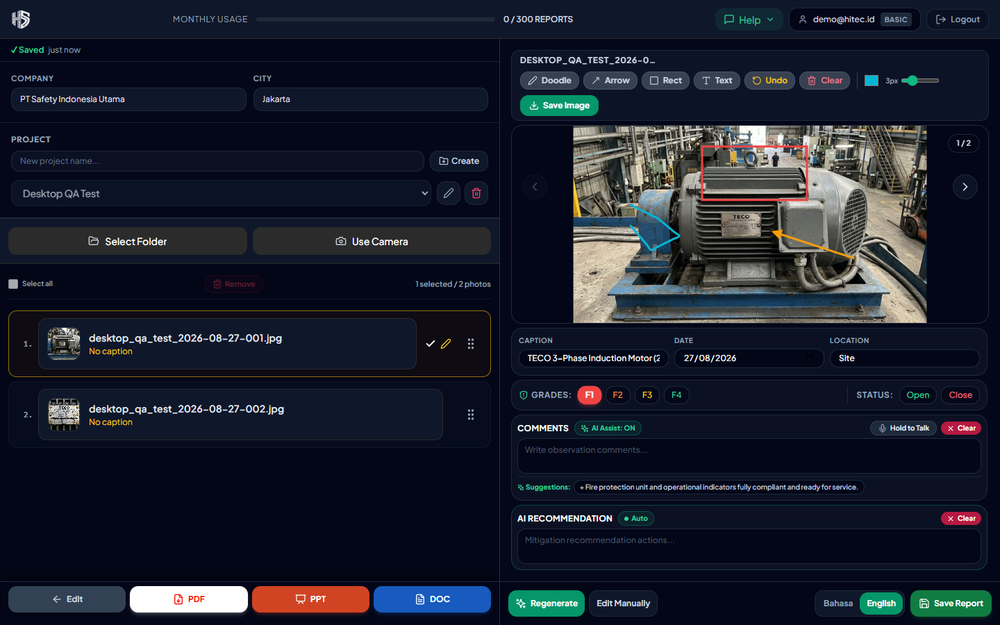 HS
MONTHLY USAGE
0 / 300 REPORTS
Help
demo@hitec.id
BASIC
Logout
✓ Saved just now
COMPANY
PT Safety Indonesia Utama
CITY
Jakarta
PROJECT
New project name...
Create
Desktop QA Test
Select Folder
Use Camera
Select all
Remove
1 selected / 2 photos
1.
desktop_qa_test_2026-08-27-001.jpg
No caption
2.
desktop_qa_test_2026-08-27-002.jpg
No caption
Edit
PDF
PPT
DOC
DESKTOP_QA_TEST_2026-0...
Doodle
Arrow
Rect
Text
Undo
Clear
3px
Save Image
1 / 2
TECO
CAPTION
TECO 3-Phase Induction Motor (2
DATE
27/08/2026
LOCATION
Site
GRADES:
F1
F2
F3
F4
STATUS:
Open
Close
COMMENTS
AI Assist: ON
Hold to Talk
Clear
Write observation comments...
Suggestions:
+ Fire protection unit and operational indicators fully compliant and ready for service.
AI RECOMMENDATION
Auto
Clear
Mitigation recommendation actions...
Regenerate
Edit Manually
Bahasa
English
Save Report